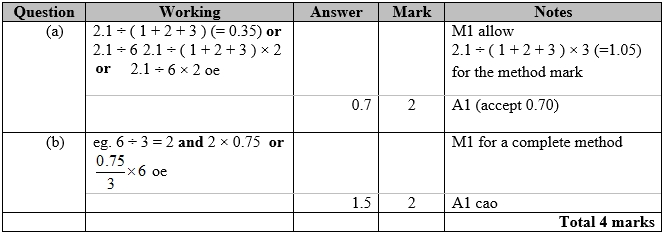 Question Working Answer Mark Notes
(a) 2.1 ÷ ( 1 + 2 + 3 ) (= 0.35) or M1 allow
2.1 ÷ 6 2.1 ÷ ( 1 + 2 + 3 ) × 2 2.1 ÷ ( 1 + 2 + 3 ) × 3 (=1.05)
or 2.1 ÷ 6 × 2 oe for the method mark
0.7 2 A1 (accept 0.70)
(b) eg. 6 ÷ 3 = 2 and 2 × 0.75 or M1 for a complete method
0.75
3
×6 oe
1.5 2 A1 cao
Total 4 marks